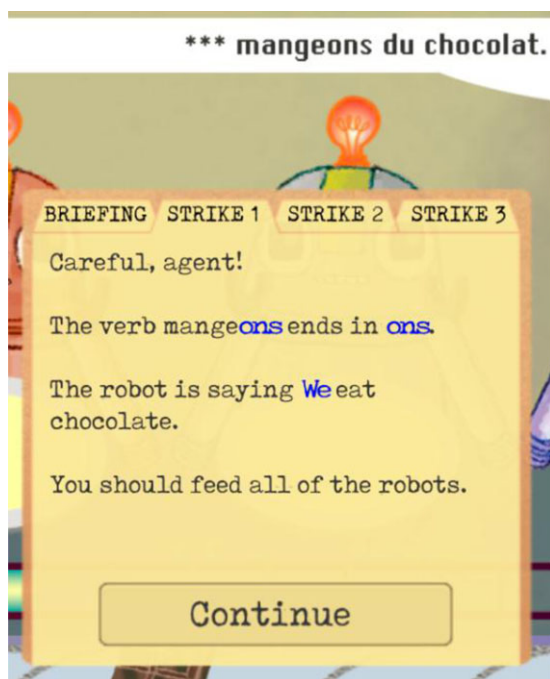 *** mangeons du chocolat.
BRIEFING STRIKE 1 STRIKE 2 STRIKE 3
Careful, agent!
The verb mangeons ends in ons.
The robot is saying We eat
chocolate.
You should feed all of the robots.
Continue